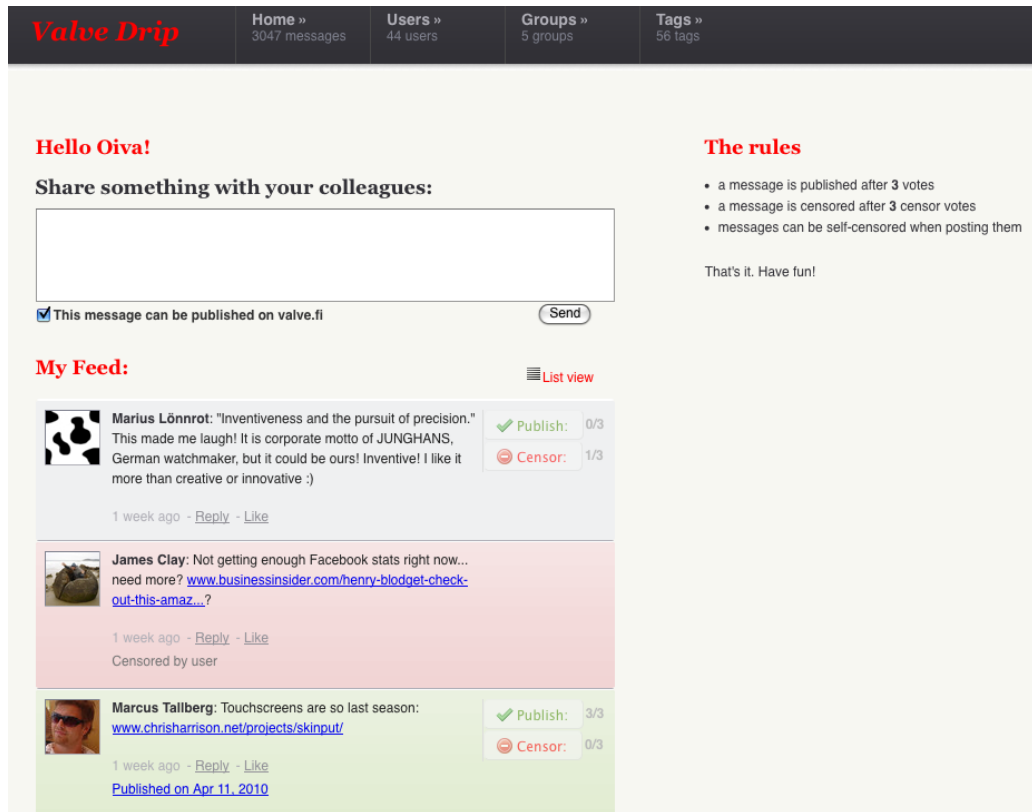 Valve Drip
Home »
3047 messages
Users »
44 users
Groups »
5 groups
Tags »
56 tags
Hello Oiva!
Share something with your colleagues:
This message can be published on valve.fi
Send
The rules
• a message is published after 3 votes
• a message is censored after 3 censor votes
• messages can be self-censored when posting them
That's it. Have fun!
My Feed:
List view
Marius Lönnrot: "Inventiveness and the pursuit of precision."
This made me laugh! It is corporate motto of JUNGHANS,
German watchmaker, but it could be ours! Inventive! I like it
more than creative or innovative :)
Publish: 0/3
Censor: 1/3
1 week ago - Reply - Like
James Clay: Not getting enough Facebook stats right now...
need more? www.businessinsider.com/henry-blodget-check-
out-this-amaz...?
1 week ago - Reply - Like
Censored by user
Marcus Tallberg: Touchscreens are so last season:
www.chrisharrison.net/projects/skinput/
Publish: 3/3
Censor: 0/3
1 week ago - Reply - Like
Published on Apr 11, 2010